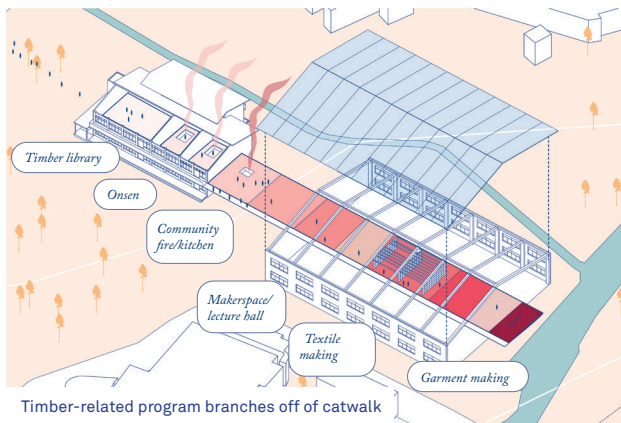 Timber library
Onsen
Community
fire/kitchen
Makerspace/
lecture hall
Textile
making
Garment making
Timber-related program branches off of catwalk